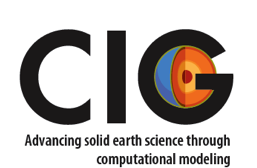 CIG
Advancing solid earth science through
computational modeling